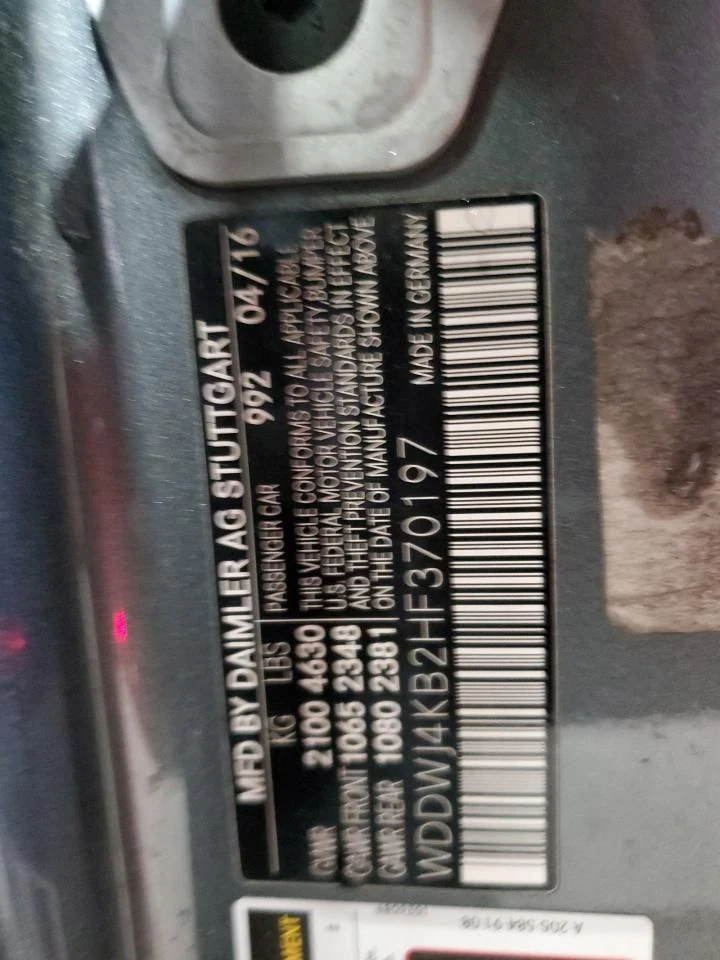 MFD BY DAIMLER AG STUTTGART
992 04/16
KG LBS PASSENGER CAR
GVWR 2100 4630 THIS VEHICLE CONFORMS TO ALL APPLICABLE
U.S. FEDERAL MOTOR VEHICLE SAFETY, BUMPER
GAWR FRONT 1065 2348 AND THEFT PREVENTION STANDARDS IN EFFECT
GAWR REAR 1080 2381 ON THE DATE OF MANUFACTURE SHOWN ABOVE
WDDWJ4KB2HF370197 MADE IN GERMANY
A 205 584 91 08